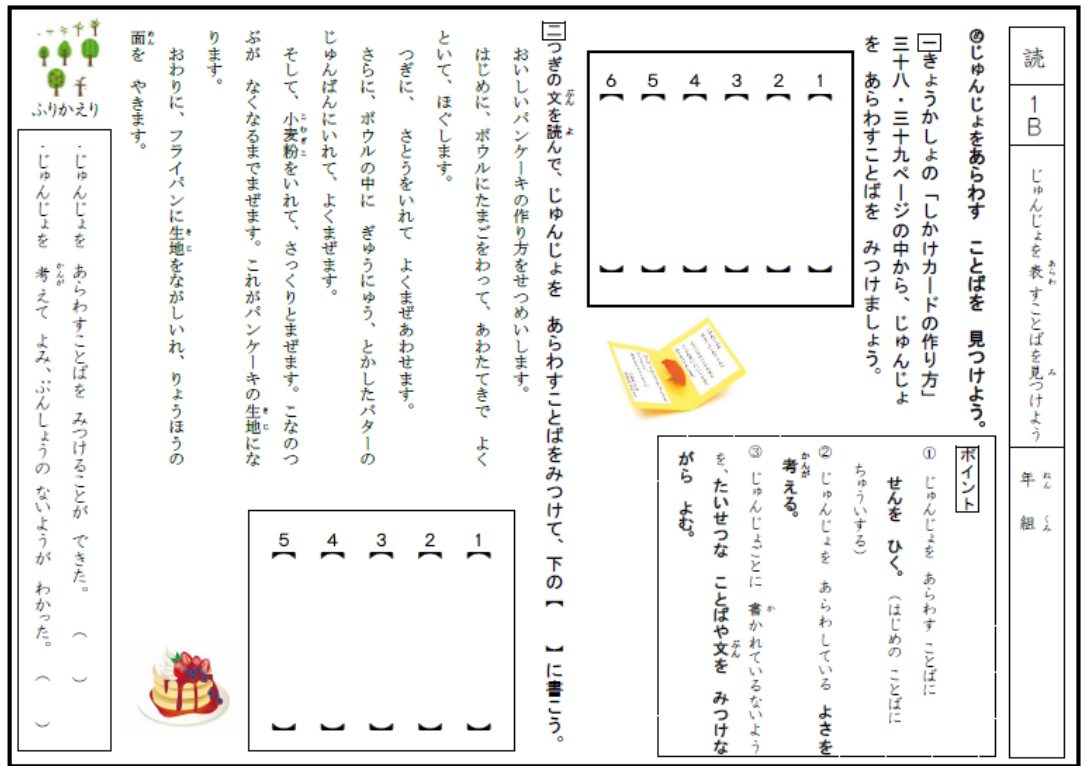 読
1B
じゅんじょを表すことばを見つけよう
年　組
めじゅんじょをあらわす　ことばを　見つけよう。
一きょうかしょの「しかけカードの作り方」
三十八・三十九ページの中から、じゅんじょ
を　あらわすことばを　みつけましょう。
1【　】
2【　】
3【　】
4【　】
5【　】
6【　】
ポイント
① じゅんじょを　あらわす　ことばに
せんを　ひく。（はじめの　ことばに
ちゅういする）
② じゅんじょを　あらわしている　よさを
考える。
③ じゅんじょごとに　書かれているないよう
を、たいせつな　ことばや文を　みつけな
がら　よむ。
二つぎの文を読んで、じゅんじょを　あらわすことばをみつけて、下の【　】に書こう。
おいしいパンケーキの作り方をせつめいします。
はじめに、ボウルにたまごをわって、あわたてきで　よく
といて、ほぐします。
つぎに、　さとうをいれて　よくまぜあわせます。
さらに、ボウルの中に　ぎゅうにゅう、とかしたバターの
じゅんばんにいれて、よくまぜます。
そして、小麦粉をいれて、さっくりとまぜます。こなのつ
ぶが　なくなるまでまぜます。これがパンケーキの生地にな
ります。
おわりに、フライパンに生地をながしいれ、りょうほうの
面を　やきます。
1【　】
2【　】
3【　】
4【　】
5【　】
ふりかえり
・じゅんじょを　あらわすことばを　みつけることが　できた。　（　）
・じゅんじょを　考えて　よみ、ぶんしょうの　ないようが　わかった。　（　）